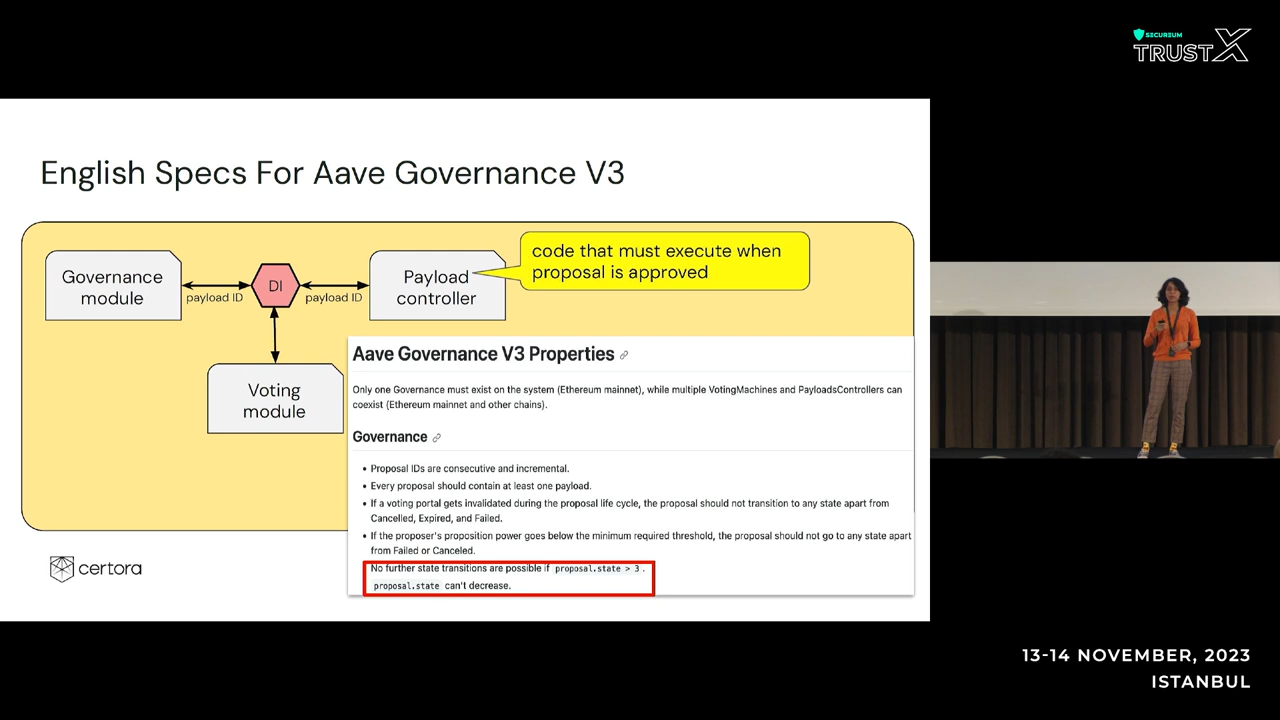 SECUREUM
TRUSTX
English Specs For Aave Governance V3
Governance
module
payload ID
DI
payload ID
Payload
controller
code that must execute when
proposal is approved
Voting
module
Aave Governance V3 Properties
Only one Governance must exist on the system (Ethereum mainnet), while multiple VotingMachines and PayloadsControllers can
coexist (Ethereum mainnet and other chains).
Governance
• Proposal IDs are consecutive and incremental.
• Every proposal should contain at least one payload.
• If a voting portal gets invalidated during the proposal life cycle, the proposal should not transition to any state apart from
Cancelled, Expired, and Failed.
• If the proposer's proposition power goes below the minimum required threshold, the proposal should not go to any state apart
from Failed or Canceled.
No further state transitions are possible if proposal.state > 3 .
proposal.state can't decrease.
certora
13-14 NOVEMBER, 2023
ISTANBUL